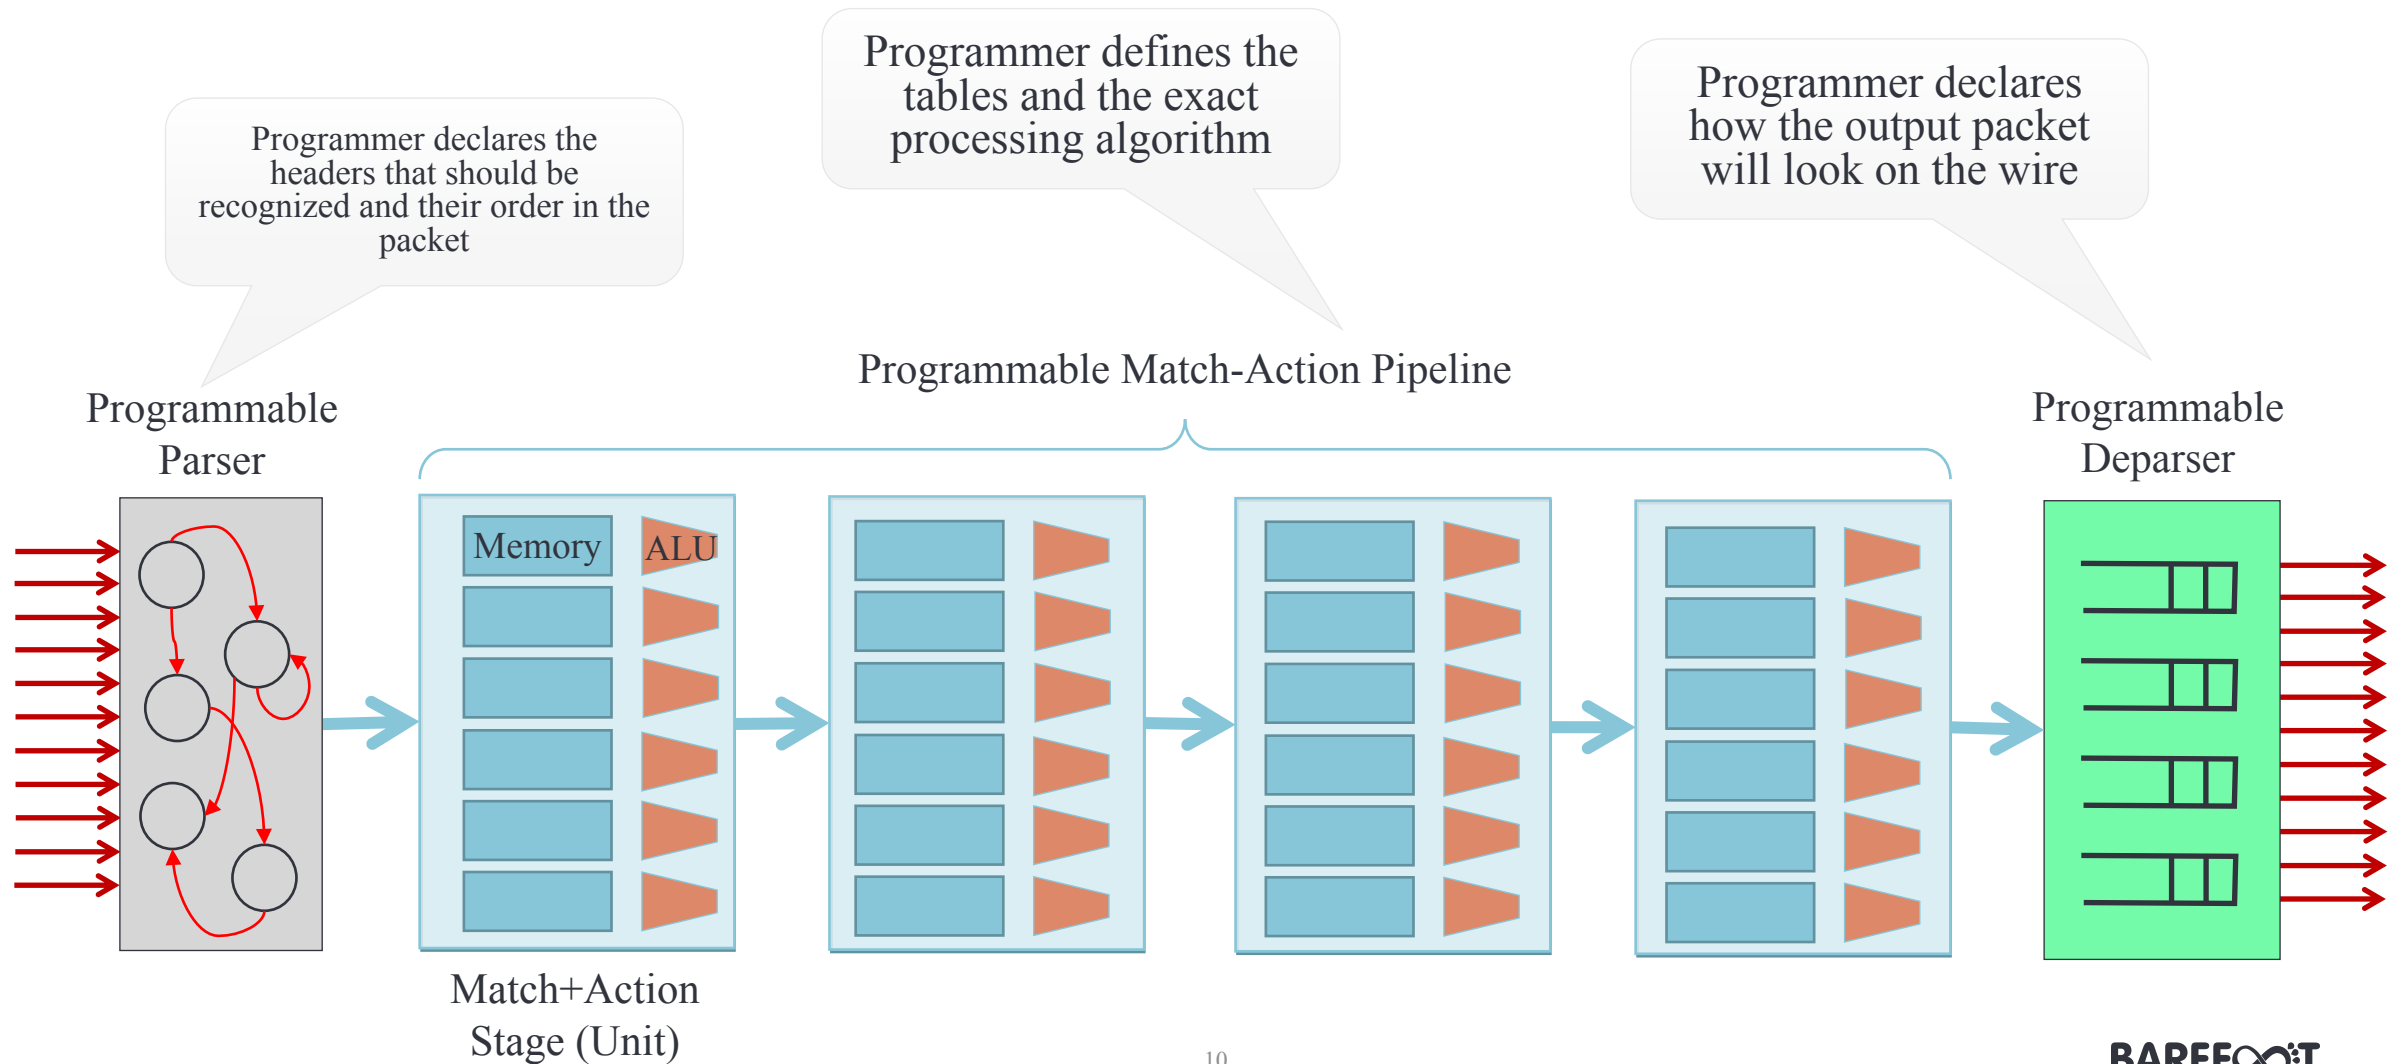 Programmer declares the
headers that should be
recognized and their order in the
packet
Programmer defines the
tables and the exact
processing algorithm
Programmer declares
how the output packet
will look on the wire
Programmable Match-Action Pipeline
Programmable
Parser
Programmable
Deparser
Memory
ALU
Match+Action
Stage (Unit)
10